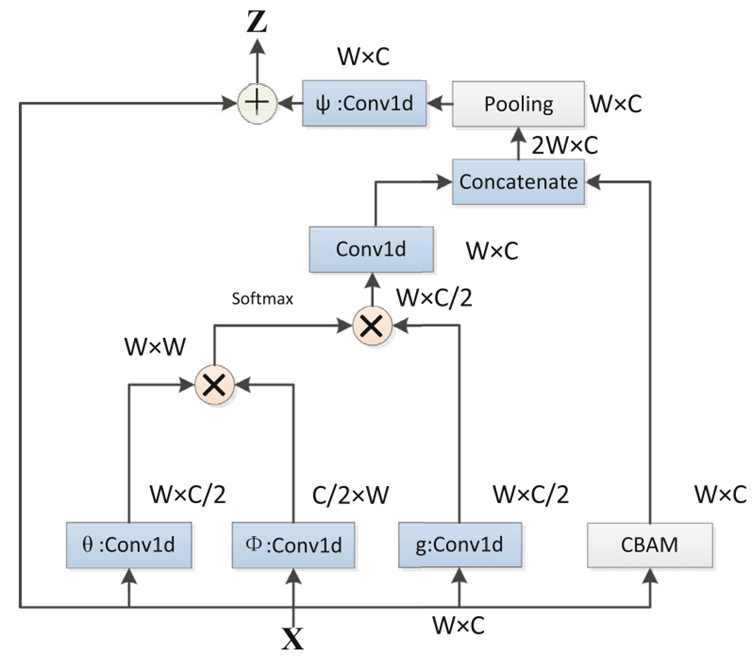 Z
W×C
ψ :Conv1d
Pooling
W×C
2W×C
Concatenate
Conv1d
W×C
Softmax
W×C/2
W×W
W×C/2
C/2×W
W×C/2
W×C
θ :Conv1d
Φ :Conv1d
g:Conv1d
CBAM
X
W×C